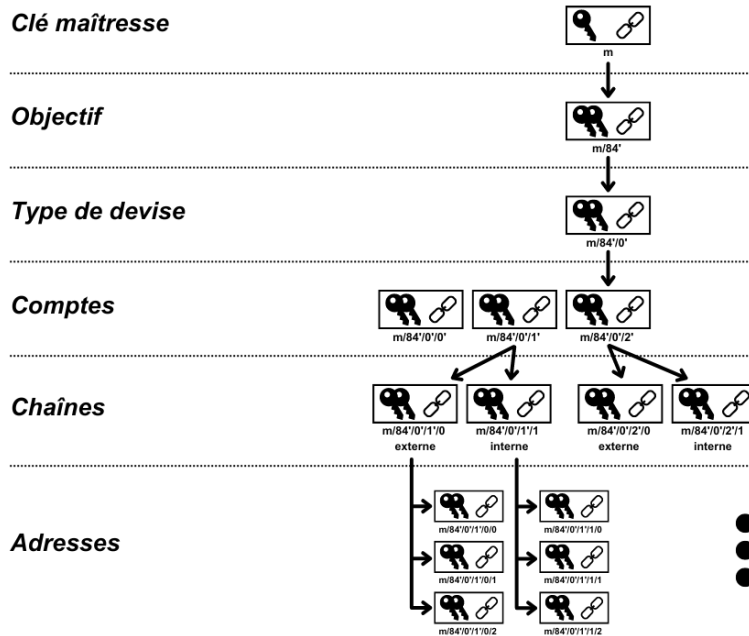 Clé maîtresse
m
Objectif
m/84'
Type de devise
m/84'/0'
Comptes
m/84'/0'/0' m/84'/0'/1' m/84'/0'/2'
Chaînes
m/84'/0'/1'/0 m/84'/0'/1'/1 m/84'/0'/2'/0 m/84'/0'/2'/1
externe interne externe interne
m/84'/0'/1'/0/0 m/84'/0'/1'/1/0
Adresses
m/84'/0'/1'/0/1 m/84'/0'/1'/1/1
m/84'/0'/1'/0/2 m/84'/0'/1'/1/2